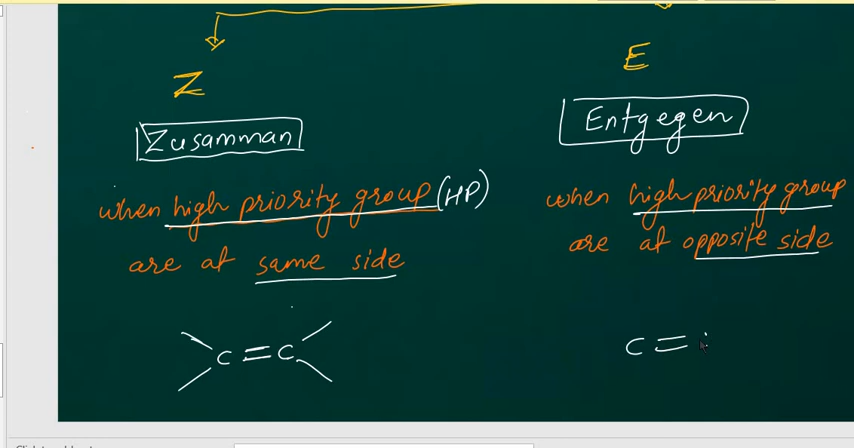 Z
E
Zusamman
Entgegen
when high priority group (HP)
are at same side
when high priority group
are at opposite side
C=C
C=